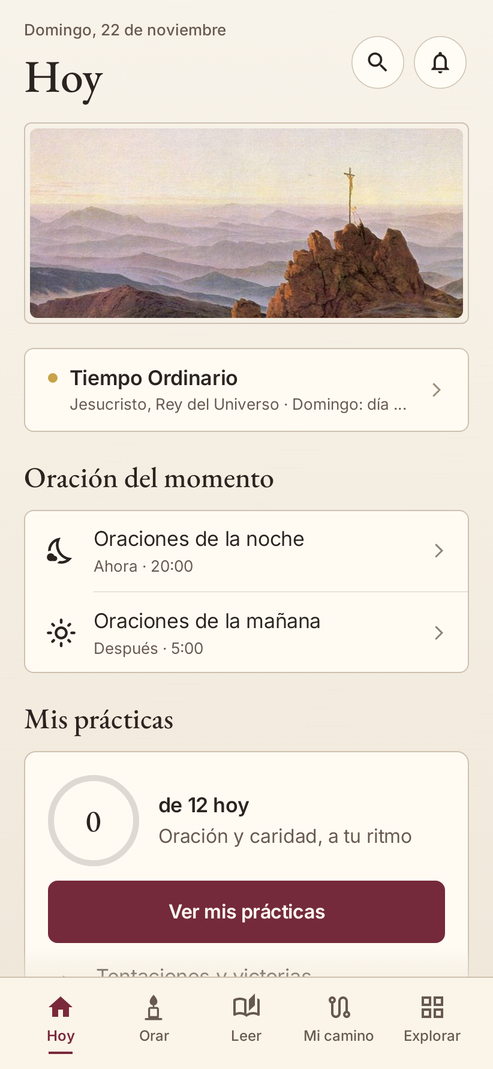 Domingo, 22 de noviembre
Hoy
Tiempo Ordinario
Jesucristo, Rey del Universo · Domingo: día ...
Oración del momento
Oraciones de la noche
Ahora · 20:00
Oraciones de la mañana
Después · 5:00
Mis prácticas
0
de 12 hoy
Oración y caridad, a tu ritmo
Ver mis prácticas
Tentaciones y victorias
Hoy
Orar
Leer
Mi camino
Explorar